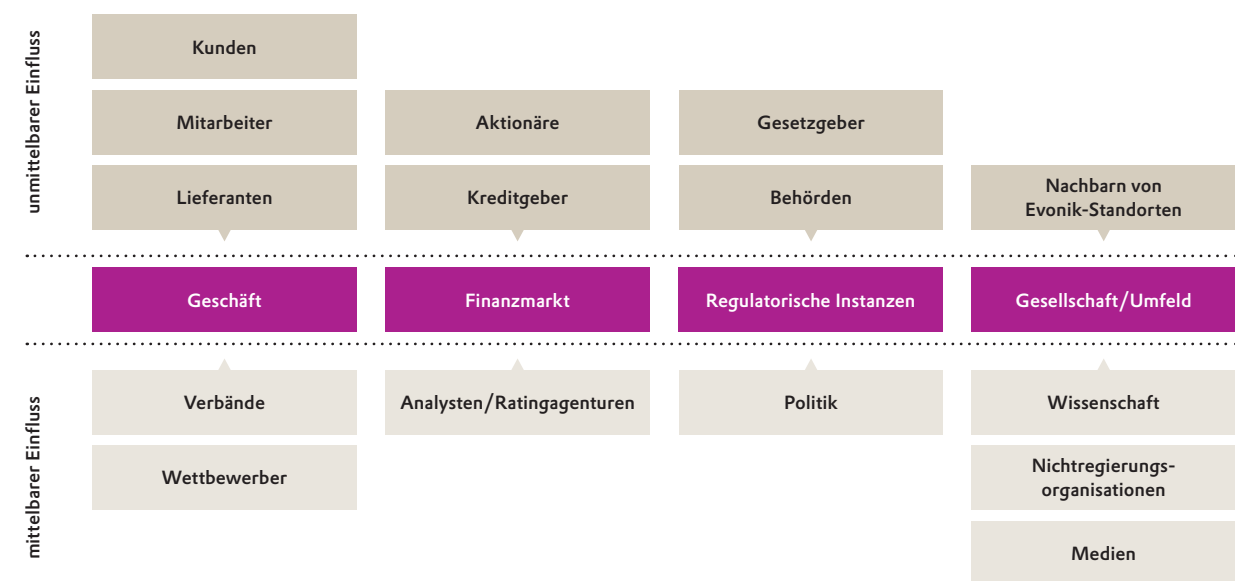 unmittelbarer Einfluss
Kunden
Mitarbeiter
Aktionäre
Gesetzgeber
Lieferanten
Kreditgeber
Behörden
Nachbarn von
Evonik-Standorten
Geschäft
Finanzmarkt
Regulatorische Instanzen
Gesellschaft/Umfeld
mittelbarer Einfluss
Verbände
Analysten/Ratingagenturen
Politik
Wissenschaft
Wettbewerber
Nichtregierungs-
organisationen
Medien